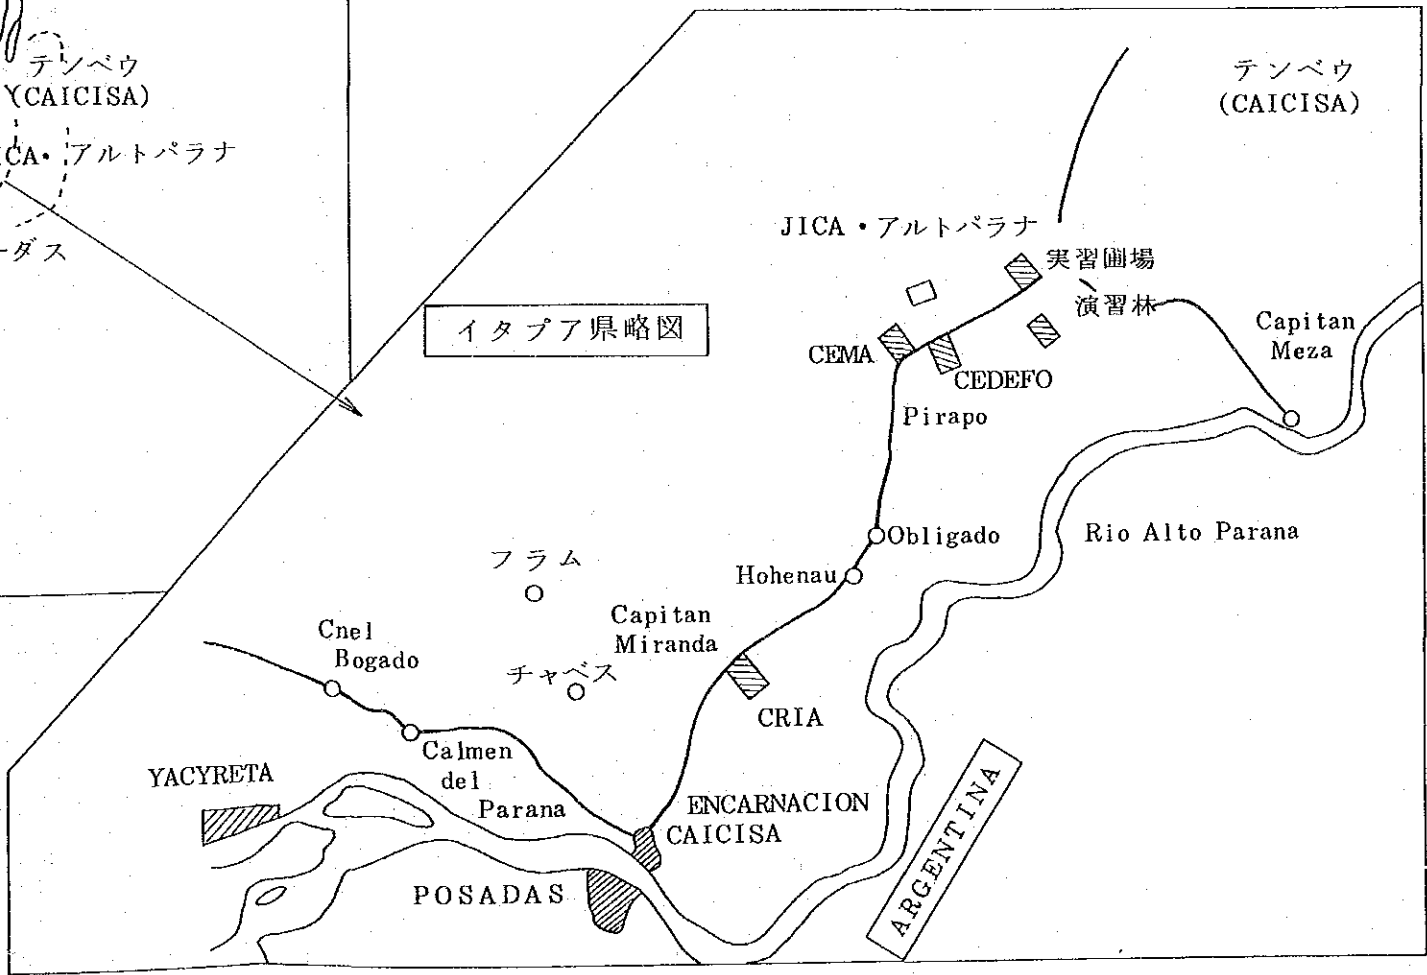 テンベウ
(CAICISA)
CA・アルトパラナ
ーダス
テンベウ
(CAICISA)
JICA・アルトパラナ
実習圃場
演習林
イタプア県略図
CEMA
CEDEFO
Capitan
Meza
Pirapo
Obligado
Rio Alto Parana
Hohenau
フラム
Capitan
Miranda
Cnel
Bogado
チャベス
CRIA
Calmen
del
Parana
YACYRETA
ENCARNACION
CAICISA
POSADAS
ARGENTINA